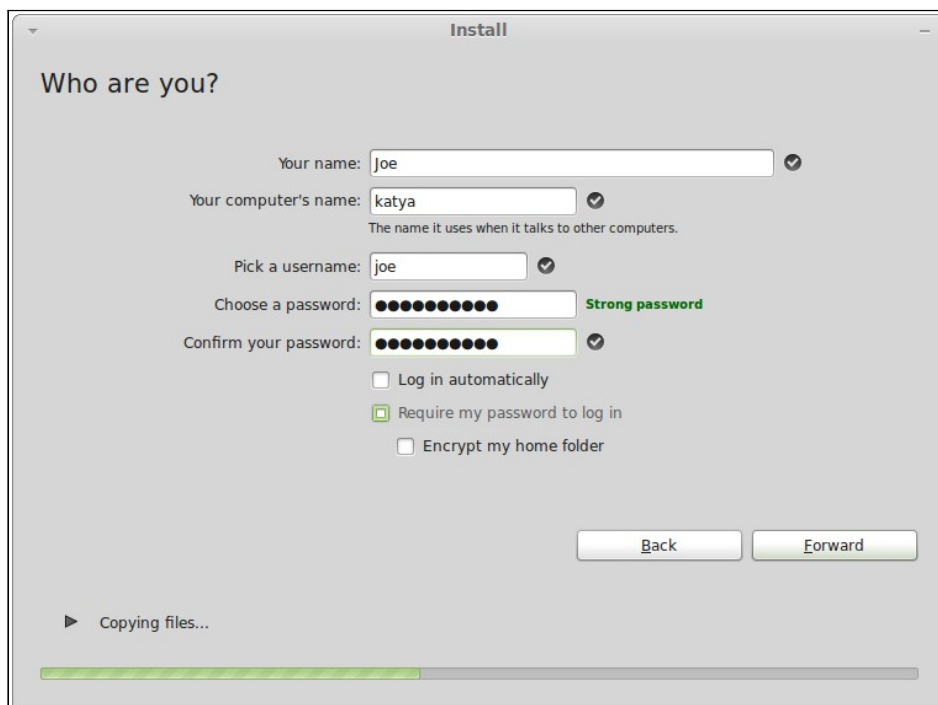 Install
Who are you?
Your name: Joe
Your computer's name: katya
The name it uses when it talks to other computers.
Pick a username: joe
Choose a password: ●●●●●●●●●● Strong password
Confirm your password: ●●●●●●●●●●
Log in automatically
Require my password to log in
Encrypt my home folder
Back Forward
Copying files...